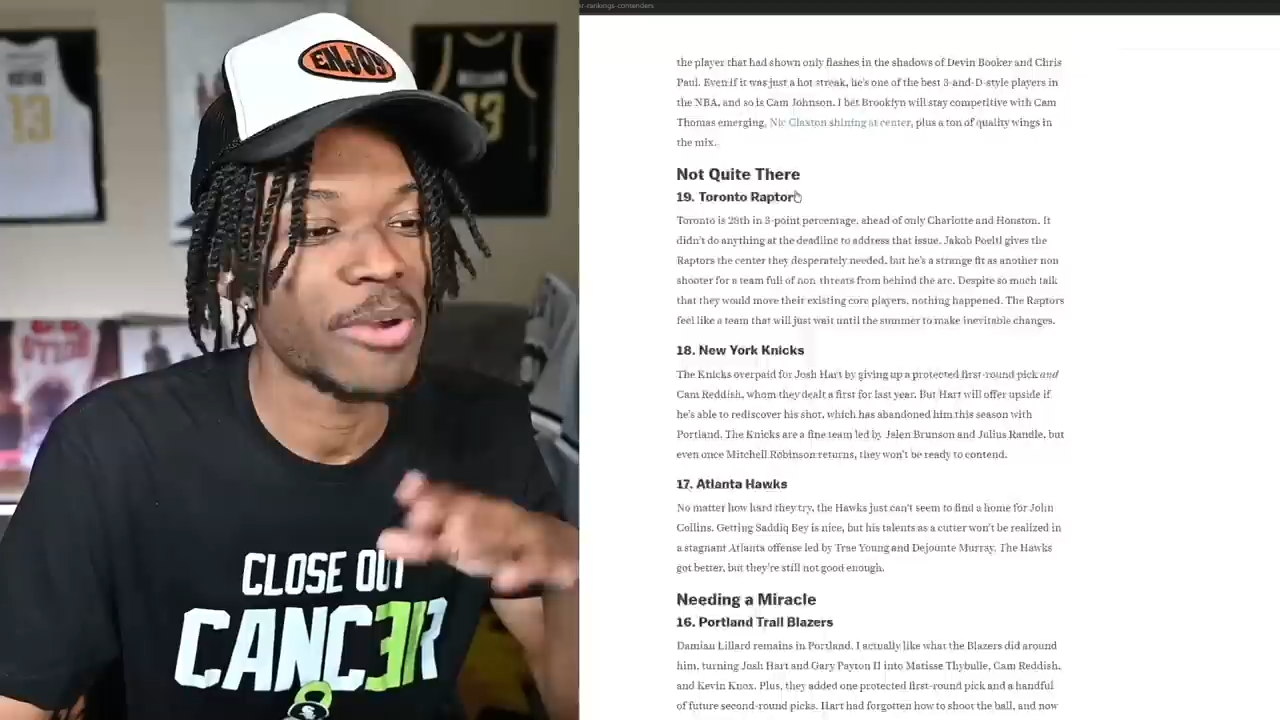 r-rankings-contenders
ENJOY
13
13
the player that had shown only flashes in the shadows of Devin Booker and Chris
Paul. Even if it was just a hot streak, he's one of the best 3-and-D-style players in
the NBA, and so is Cam Johnson. I bet Brooklyn will stay competitive with Cam
Thomas emerging, Nic Claxton shining at center, plus a ton of quality wings in
the mix.
Not Quite There
19. Toronto Raptor
Toronto is 28th in 3-point percentage, ahead of only Charlotte and Houston. It
didn't do anything at the deadline to address that issue. Jakob Poeltl gives the
Raptors the center they desperately needed, but he's a strange fit as another non
shooter for a team full of non-threats from behind the arc. Despite so much talk
that they would move their existing core players, nothing happened. The Raptors
feel like a team that will just wait until the summer to make inevitable changes.
18. New York Knicks
The Knicks overpaid for Josh Hart by giving up a protected first-round pick and
Cam Reddish, whom they dealt a first for last year. But Hart will offer upside if
he's able to rediscover his shot, which has abandoned him this season with
Portland. The Knicks are a fine team led by Jalen Brunson and Julius Randle, but
even once Mitchell Robinson returns, they won't be ready to contend.
17. Atlanta Hawks
No matter how hard they try, the Hawks just can't seem to find a home for John
Collins. Getting Saddiq Bey is nice, but his talents as a cutter won't be realized in
a stagnant Atlanta offense led by Trae Young and Dejounte Murray. The Hawks
got better, but they're still not good enough.
Needing a Miracle
16. Portland Trail Blazers
Damian Lillard remains in Portland. I actually like what the Blazers did around
him, turning Josh Hart and Gary Payton II into Matisse Thybulle, Cam Reddish,
and Kevin Knox. Plus, they added one protected first-round pick and a handful
of future second-round picks. Hart had forgotten how to shoot the ball, and now
CLOSE OUT
CANC3R